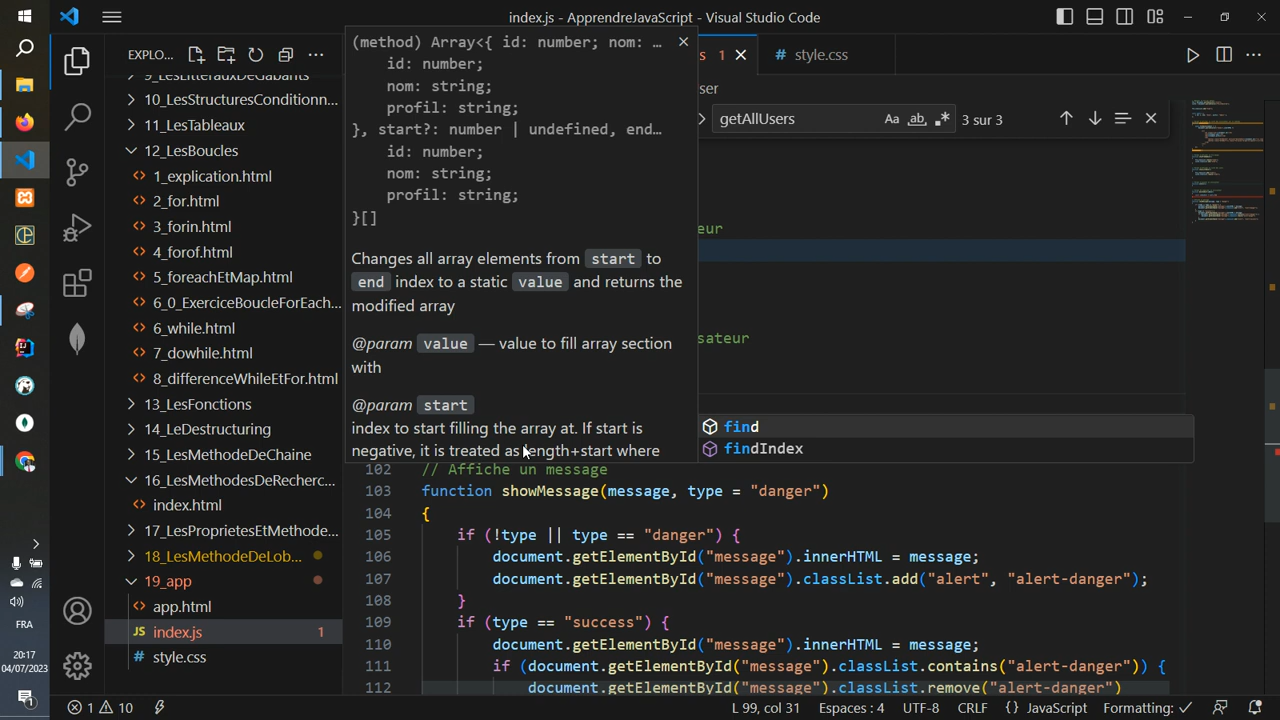 index.js - ApprendreJavaScript - Visual Studio Code
EXPLO...
10_LesStructuresConditionn...
11_LesTableaux
12_LesBoucles
1_explication.html
2_for.html
3_forin.html
4_forof.html
5_foreachEtMap.html
6_0_ExerciceBoucleForEach...
6_while.html
7_dowhile.html
8_differenceWhileEtFor.html
13_LesFonctions
14_LeDestructuring
15_LesMethodesDeChaine
16_LesMethodesDeRecherc...
index.html
17_LesProprietesEtMethode...
18_LesMethodeDeLob...
19_app
app.html
JS index.js 1
# style.css
FRA
20:17
04/07/2023
1
(method) Array<{ id: number; nom: ...
id: number;
nom: string;
profil: string;
}, start?: number | undefined, end...
id: number;
nom: string;
profil: string;
}[]
Changes all array elements from start to
end index to a static value and returns the
modified array
@param value — value to fill array section
with
@param start
index to start filling the array at. If start is
negative, it is treated as length+start where
s 1
# style.css
ser
getAllUsers Aa ab .* 3 sur 3
eur
sateur
find
findIndex
102 // Affiche un message
103 function showMessage(message, type = "danger")
104 {
105 if (!type || type == "danger") {
106 document.getElementById("message").innerHTML = message;
107 document.getElementById("message").classList.add("alert", "alert-danger");
108 }
109 if (type == "success") {
110 document.getElementById("message").innerHTML = message;
111 if (document.getElementById("message").classList.contains("alert-danger")) {
112 document.getElementById("message").classList.remove("alert-danger")
1 10 L 99, col 31 Espaces : 4 UTF-8 CRLF {} JavaScript Formatting: ✓